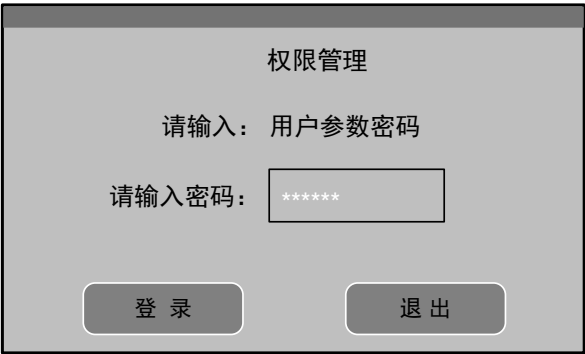 权限管理
请输入： 用户参数密码
请输入密码： ******
登 录 退 出